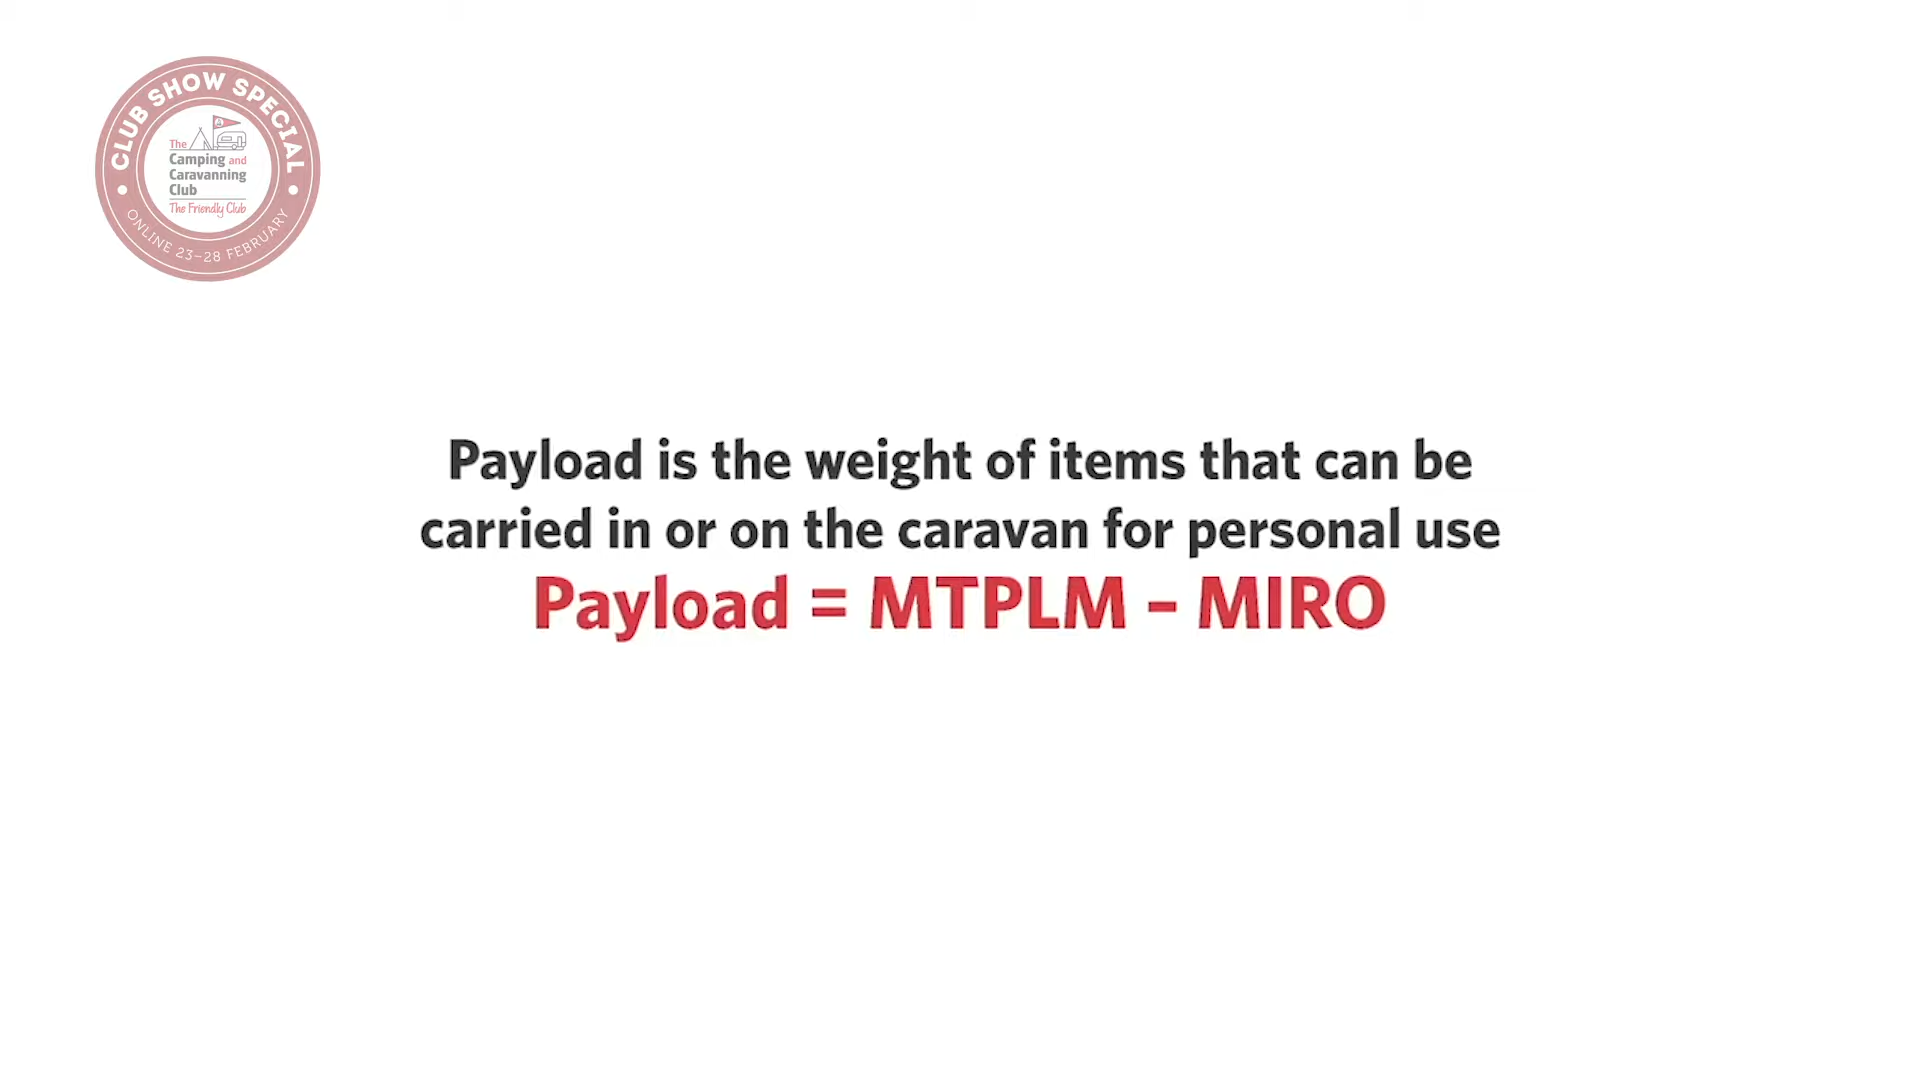 CLUB SHOW SPECIAL
The
Camping and
Caravanning
Club
The Friendly Club
ONLINE 23–28 FEBRUARY
Payload is the weight of items that can be
carried in or on the caravan for personal use
Payload = MTPLM – MIRO